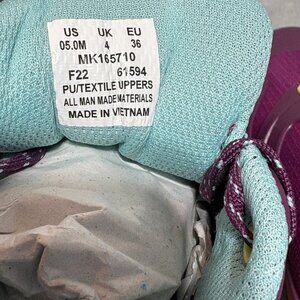 US UK EU
05.0M 4 36
MK165710
F22 61594
PU/TEXTILE UPPERS
ALL MAN MADE MATERIALS
MADE IN VIETNAM